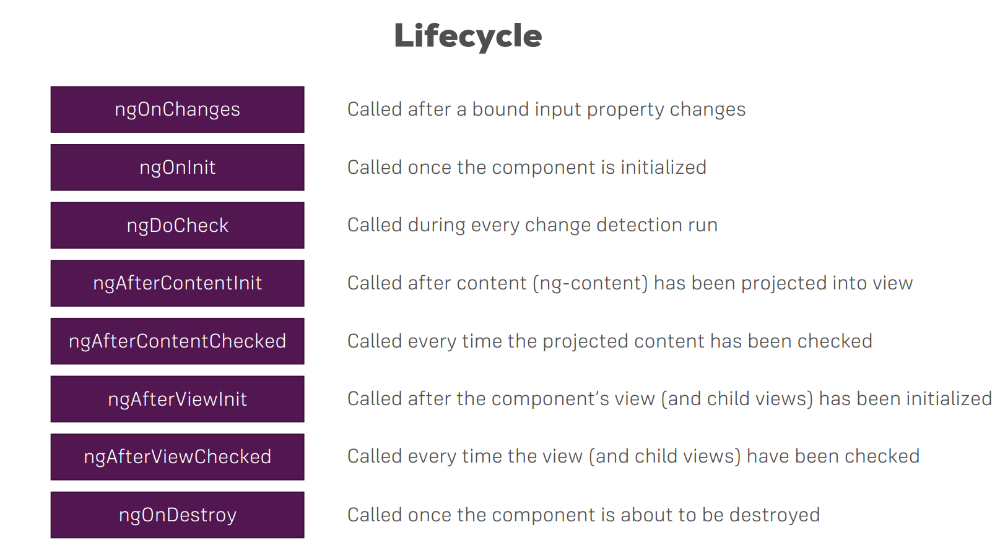 Lifecycle
ngOnChanges Called after a bound input property changes
ngOnInit Called once the component is initialized
ngDoCheck Called during every change detection run
ngAfterContentInit Called after content (ng-content) has been projected into view
ngAfterContentChecked Called every time the projected content has been checked
ngAfterViewInit Called after the component’s view (and child views) has been initialized
ngAfterViewChecked Called every time the view (and child views) have been checked
ngOnDestroy Called once the component is about to be destroyed